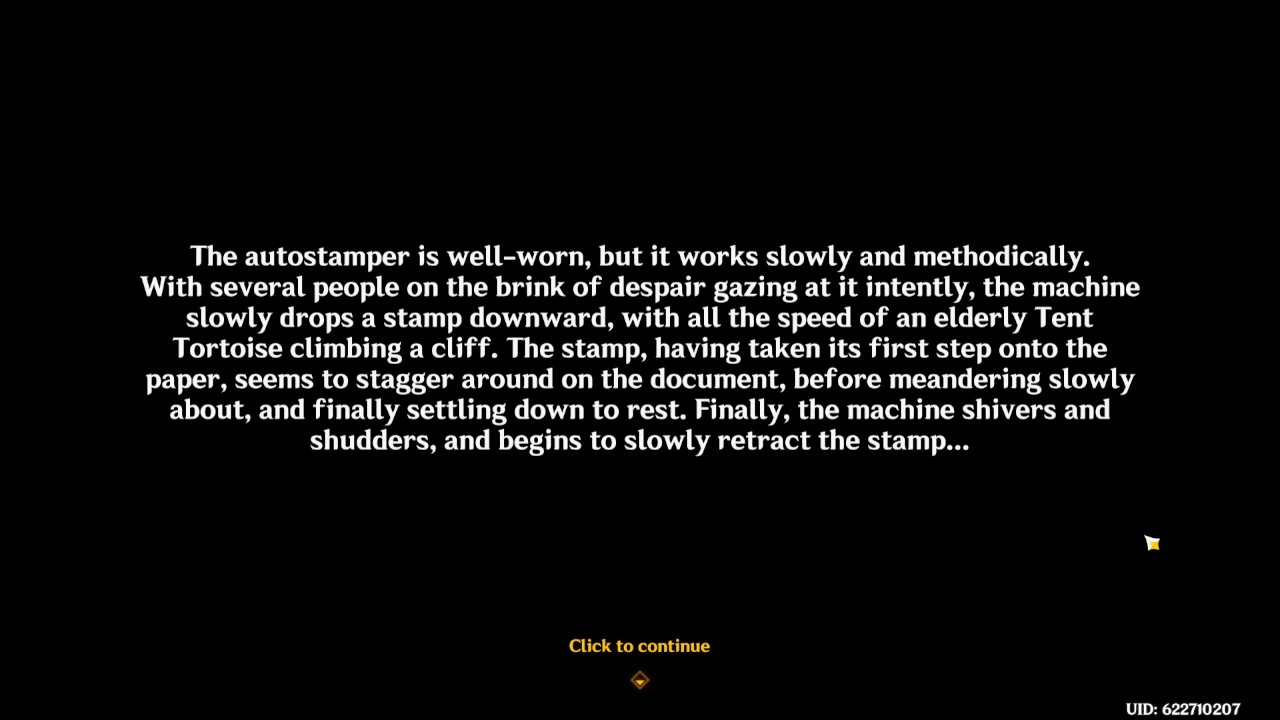 The autostamper is well-worn, but it works slowly and methodically.
With several people on the brink of despair gazing at it intently, the machine
slowly drops a stamp downward, with all the speed of an elderly Tent
Tortoise climbing a cliff. The stamp, having taken its first step onto the
paper, seems to stagger around on the document, before meandering slowly
about, and finally settling down to rest. Finally, the machine shivers and
shudders, and begins to slowly retract the stamp...
Click to continue
UID: 622710207